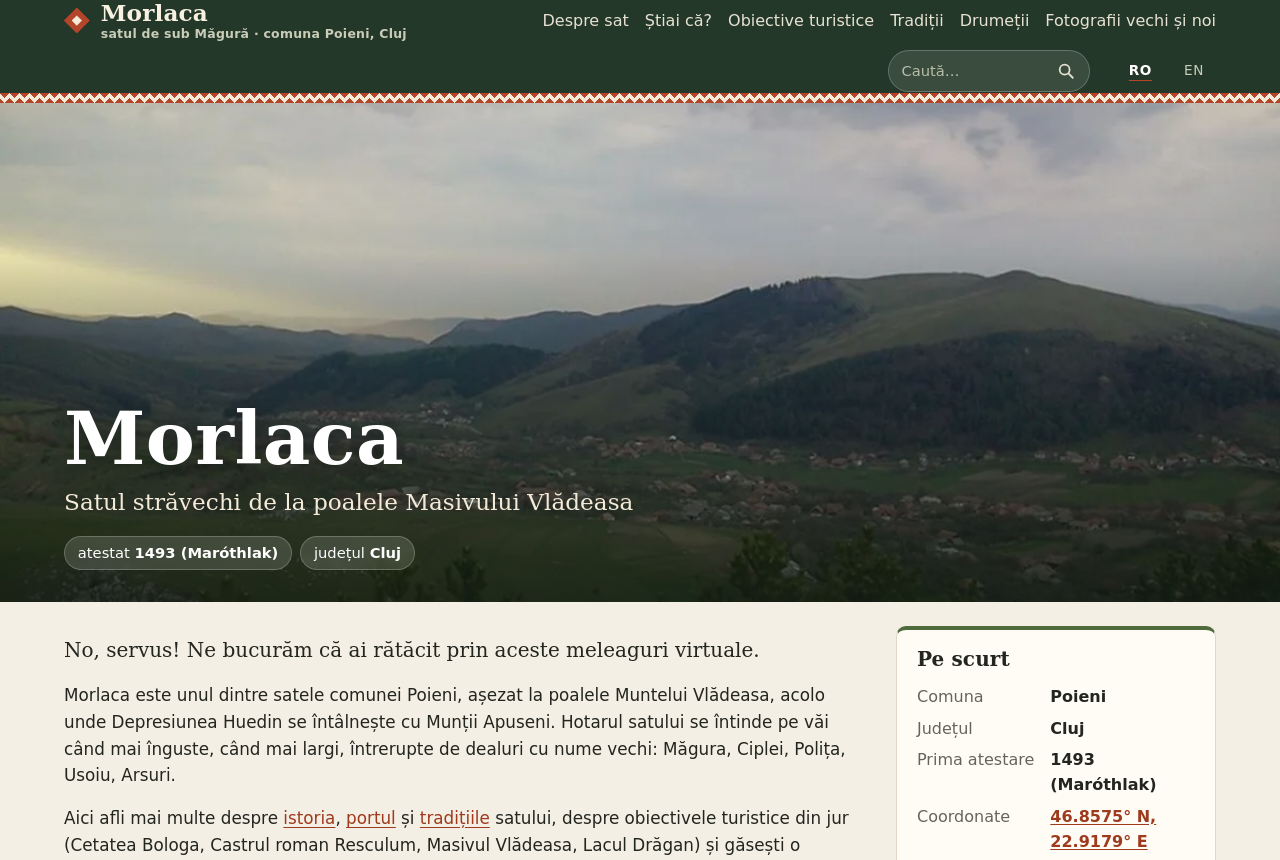 Morlaca
satul de sub Măgură · comuna Poieni, Cluj
Despre sat Știai că? Obiective turistice Tradiții Drumeții Fotografii vechi și noi
Caută... RO EN
Morlaca
Satul străvechi de la poalele Masivului Vlădeasa
atestat 1493 (Maróthlak) județul Cluj
No, servus! Ne bucurăm că ai rătăcit prin aceste meleaguri virtuale.
Morlaca este unul dintre satele comunei Poieni, așezat la poalele Muntelui Vlădeasa, acolo
unde Depresiunea Huedin se întâlnește cu Munții Apuseni. Hotarul satului se întinde pe văi
când mai înguste, când mai largi, întrerupte de dealuri cu nume vechi: Măgura, Ciplei, Polița,
Usoiu, Arsuri.
Aici afli mai multe despre istoria, portul și tradițiile satului, despre obiectivele turistice din jur
(Cetatea Bologa, Castrul roman Resculum, Masivul Vlădeasa, Lacul Drăgan) și găsești o
Pe scurt
Comuna Poieni
Județul Cluj
Prima atestare 1493
(Maróthlak)
Coordonate 46.8575° N,
22.9179° E